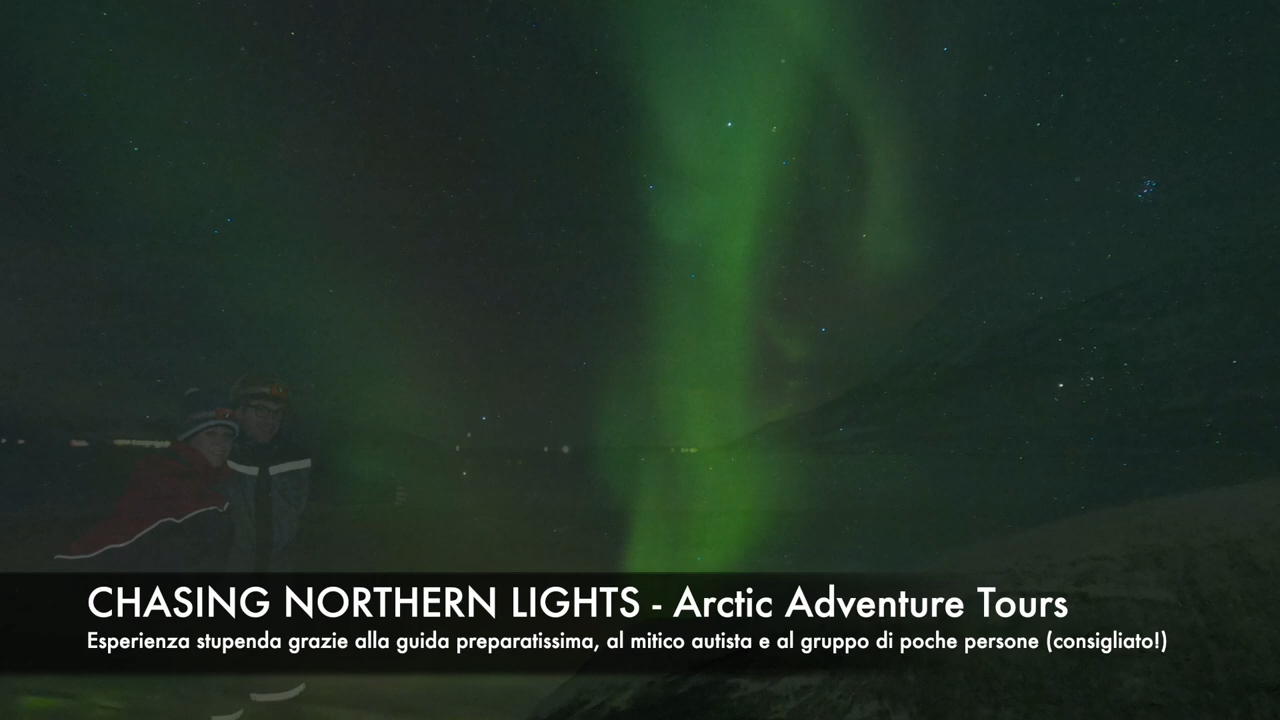 CHASING NORTHERN LIGHTS - Arctic Adventure Tours
Esperienza stupenda grazie alla guida preparatissima, al mitico autista e al gruppo di poche persone (consigliato!)